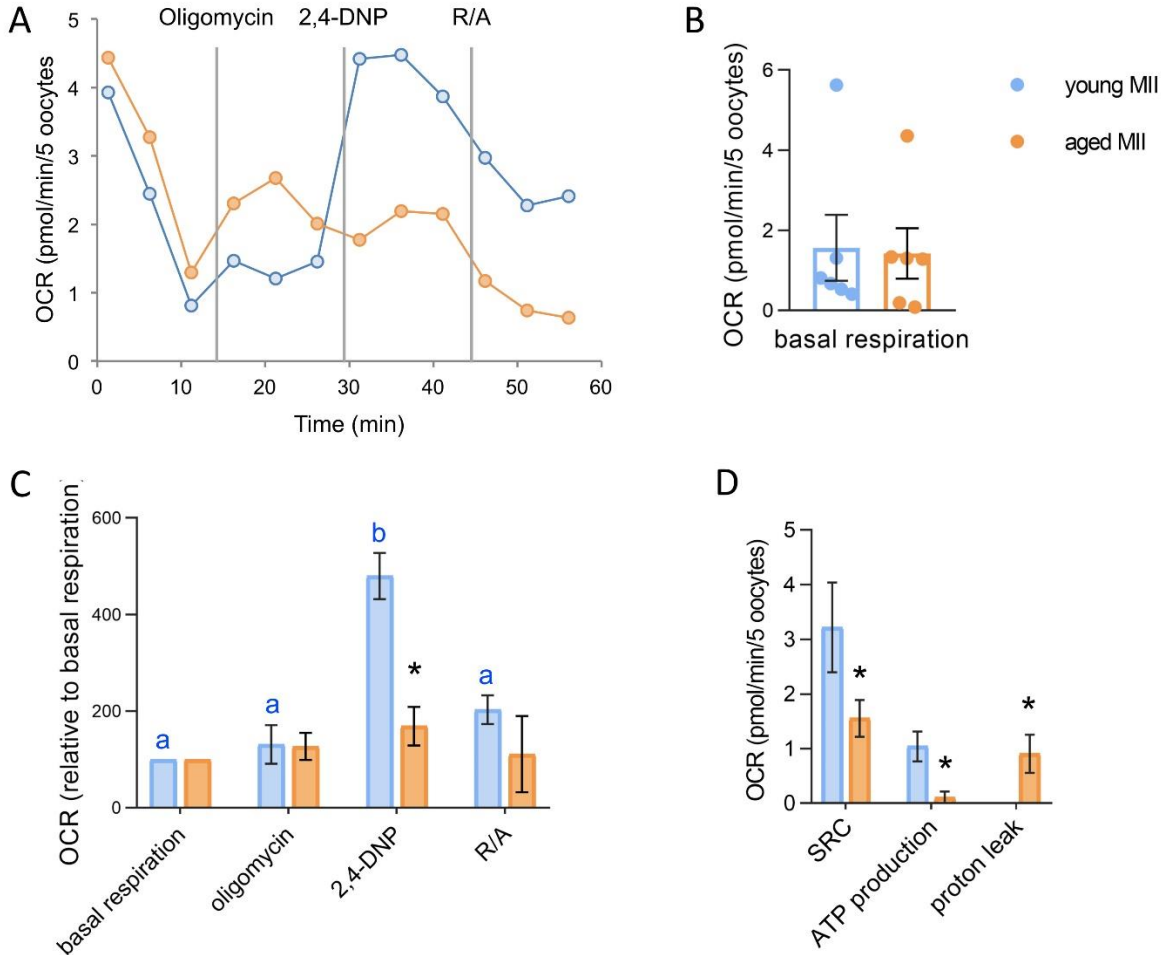 A
Oligomycin 2,4-DNP R/A
OCR (pmol/min/5 oocytes)
5
4
3
2
1
0
0 10 20 30 40 50 60
Time (min)
B
OCR (pmol/min/5 oocytes)
6
4
2
0
basal respiration
young MII
aged MII
C
OCR (relative to basal respiration
600
400
200
0
a
a
b
*
a
basal respiration
oligomycin
2,4-DNP
R/A
D
OCR (pmol/min/5 oocytes)
5
4
3
2
1
0
*
*
*
SRC
ATP production
proton leak